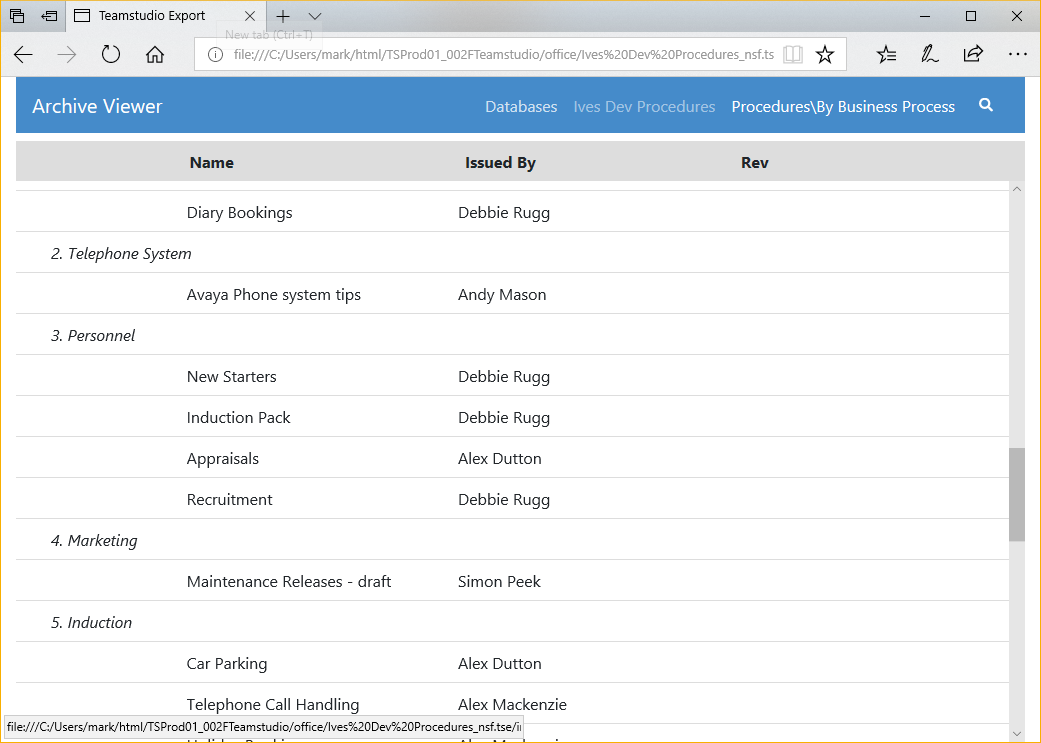 Teamstudio Export
New tab (Ctrl+T)
file:///C:/Users/mark/html/TSProd01_002FTeamstudio/office/Ives%20Dev%20Procedures_nsf.ts
Archive Viewer Databases Ives Dev Procedures Procedures\By Business Process
Name Issued By Rev
Diary Bookings Debbie Rugg
2. Telephone System
Avaya Phone system tips Andy Mason
3. Personnel
New Starters Debbie Rugg
Induction Pack Debbie Rugg
Appraisals Alex Dutton
Recruitment Debbie Rugg
4. Marketing
Maintenance Releases - draft Simon Peek
5. Induction
Car Parking Alex Dutton
Telephone Call Handling Alex Mackenzie
file:///C:/Users/mark/html/TSProd01_002FTeamstudio/office/Ives%20Dev%20Procedures_nsf.tse/i